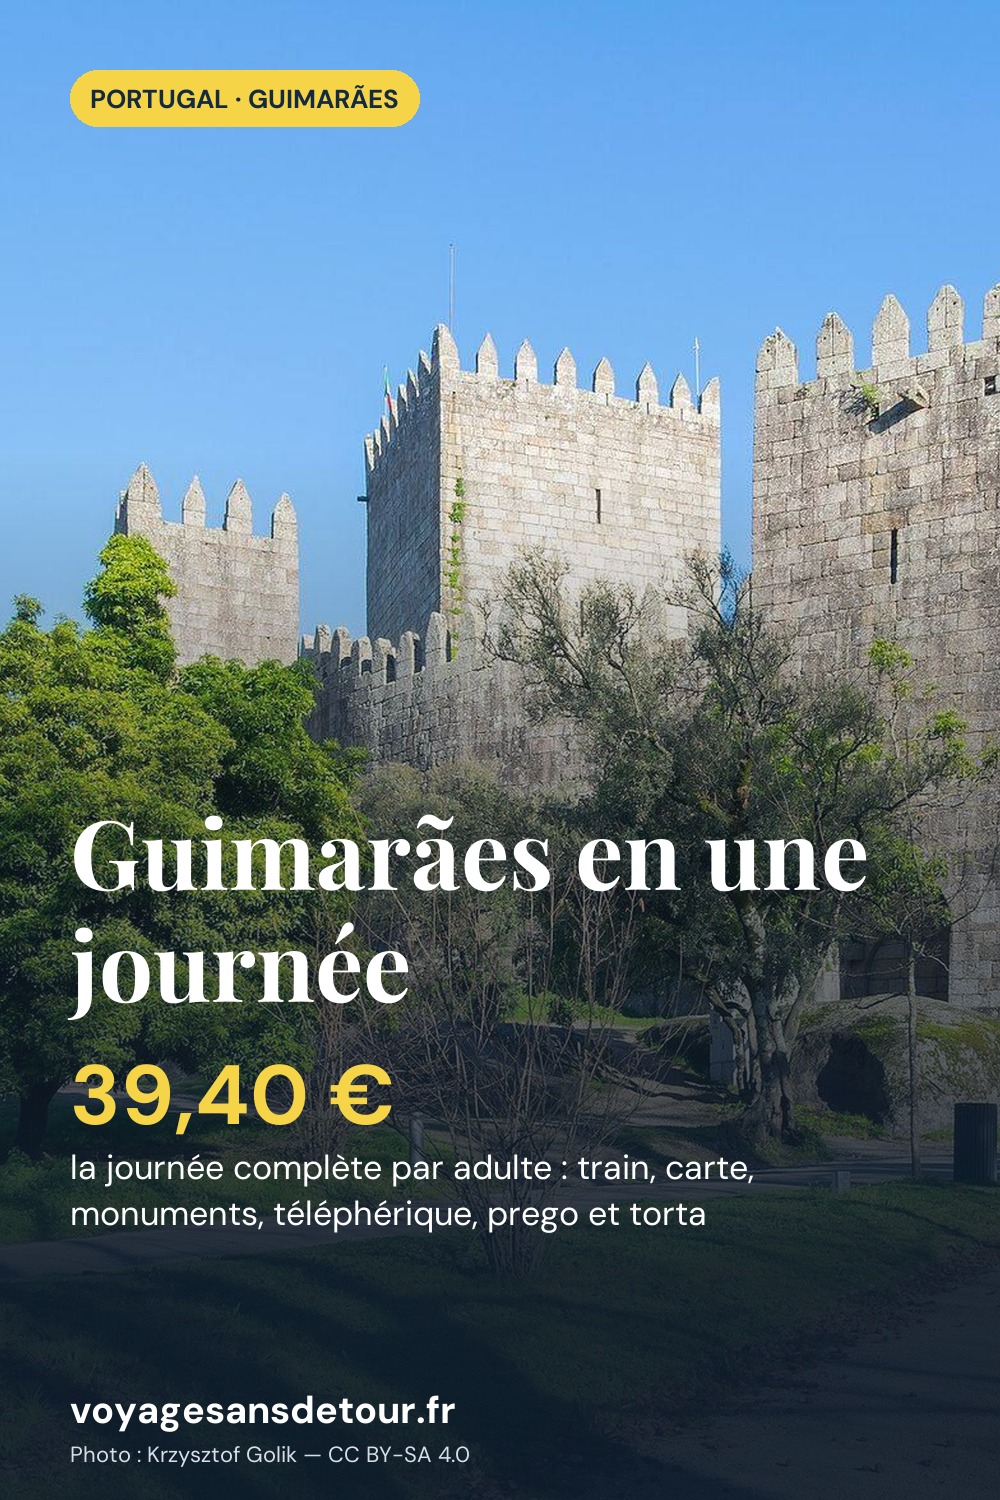 PORTUGAL · GUIMARÃES
Guimarães en une
journée
39,40 €
la journée complète par adulte : train, carte,
monuments, téléphérique, prego et torta
voyagesansdetour.fr
Photo : Krzysztof Golik — CC BY-SA 4.0